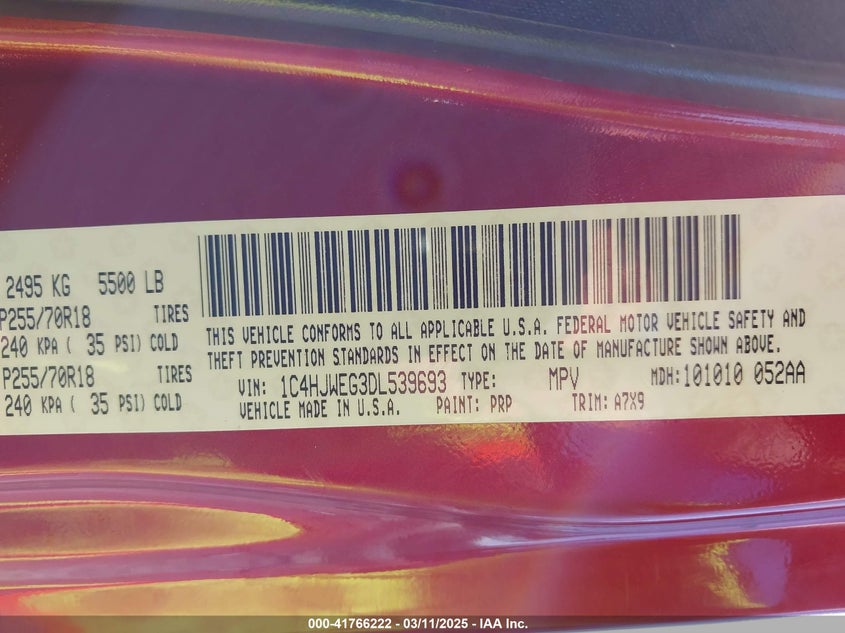 2495 KG 5500 LB
P255/70R18 TIRES
240 KPA ( 35 PSI) COLD
P255/70R18 TIRES
240 KPA ( 35 PSI) COLD
THIS VEHICLE CONFORMS TO ALL APPLICABLE U.S.A. FEDERAL MOTOR VEHICLE SAFETY AND
THEFT PREVENTION STANDARDS IN EFFECT ON THE DATE OF MANUFACTURE SHOWN ABOVE.
VIN: 1C4HJWEG3DL539693 TYPE: MPV MDH:101010 052AA
VEHICLE MADE IN U.S.A. PAINT: PRP TRIM: A7X9
000-41766222 - 03/11/2025 - IAA Inc.